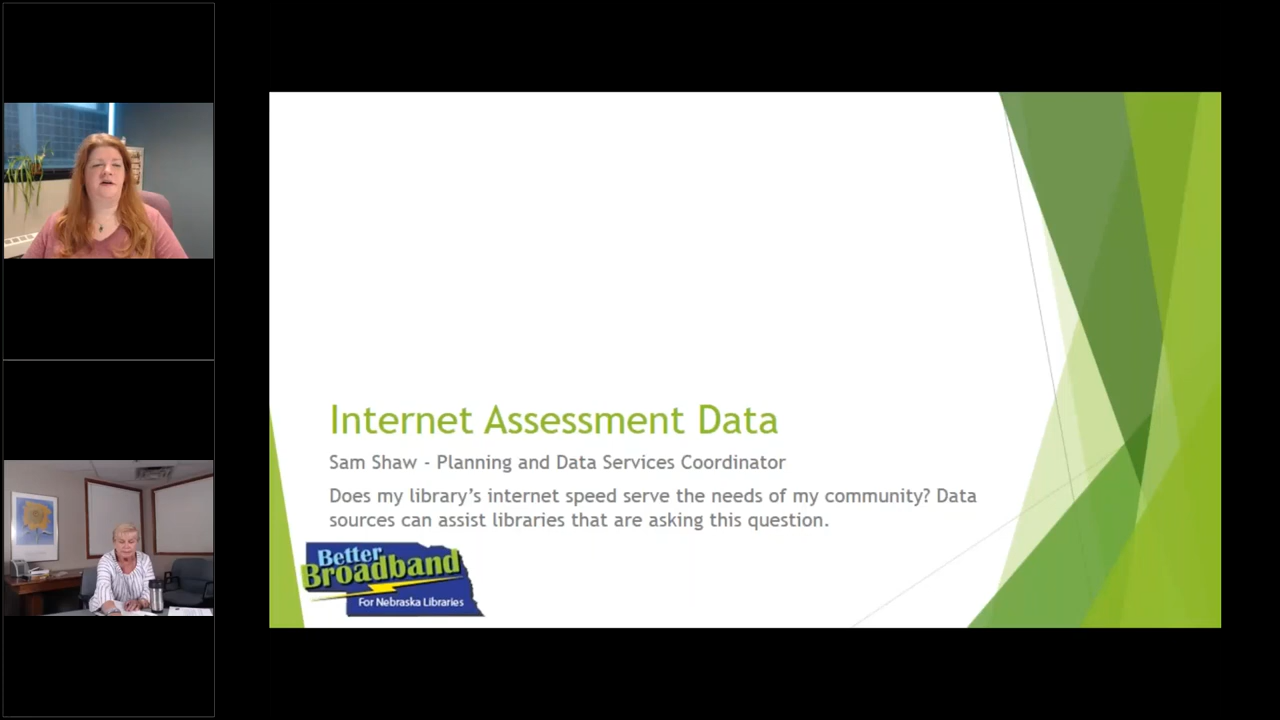 Internet Assessment Data
Sam Shaw - Planning and Data Services Coordinator
Does my library's internet speed serve the needs of my community? Data
sources can assist libraries that are asking this question.
Better
Broadband
For Nebraska Libraries